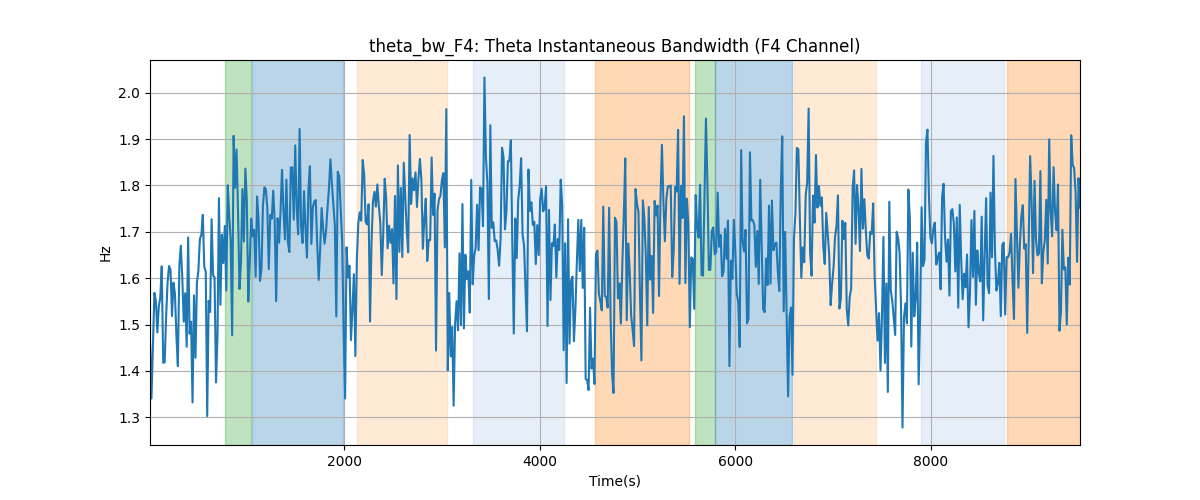 theta_bw_F4: Theta Instantaneous Bandwidth (F4 Channel)
2.0
1.9
1.8
1.7
1.6
1.5
1.4
1.3
Hz
2000 4000 6000 8000
Time(s)